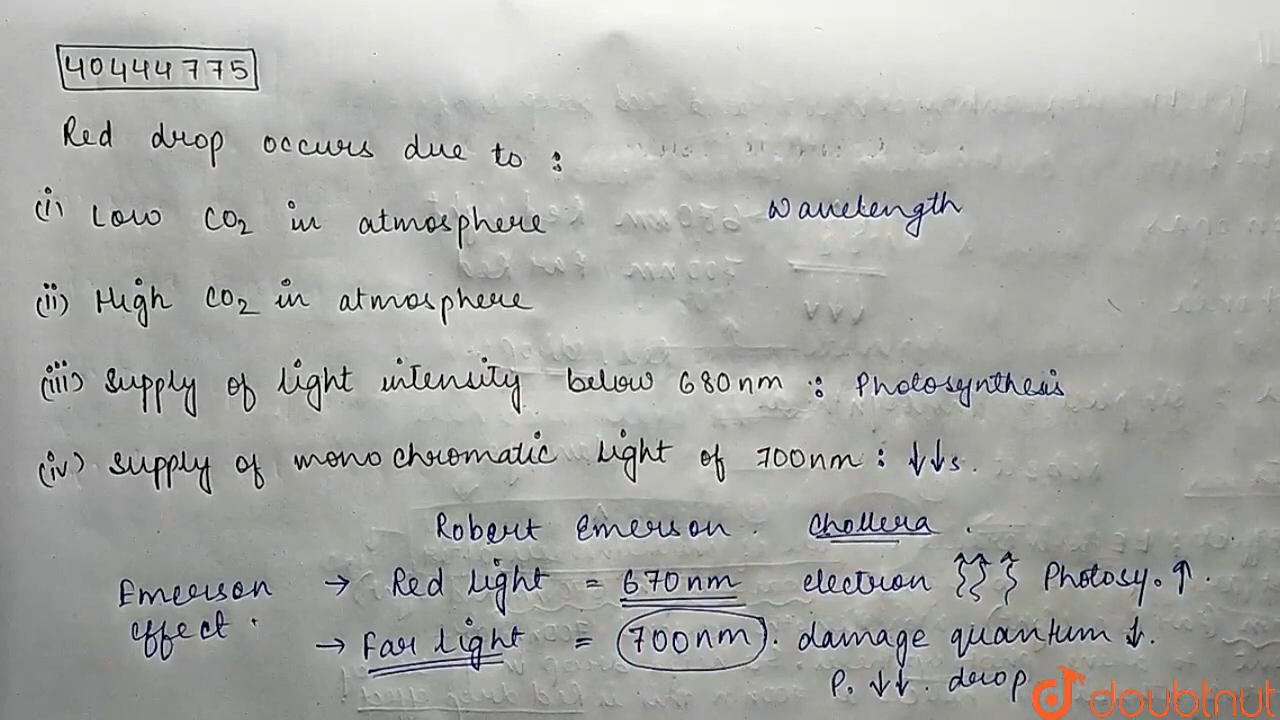 40444775
Red drop occurs due to :
(i) Low CO2 in atmosphere
wavelength
(ii) High CO2 in atmosphere
(iii) Supply of light intensity below 680nm : Photosynthesis
(iv) Supply of monochromatic light of 700nm : ↓↓s.
Robert Emerson. Chollera.
Emerson → Red light = 670nm electron Photosy. ↑.
effect. → Far light = 700nm. damage quantum ↓.
P. ↓↓. drop
doubtnut